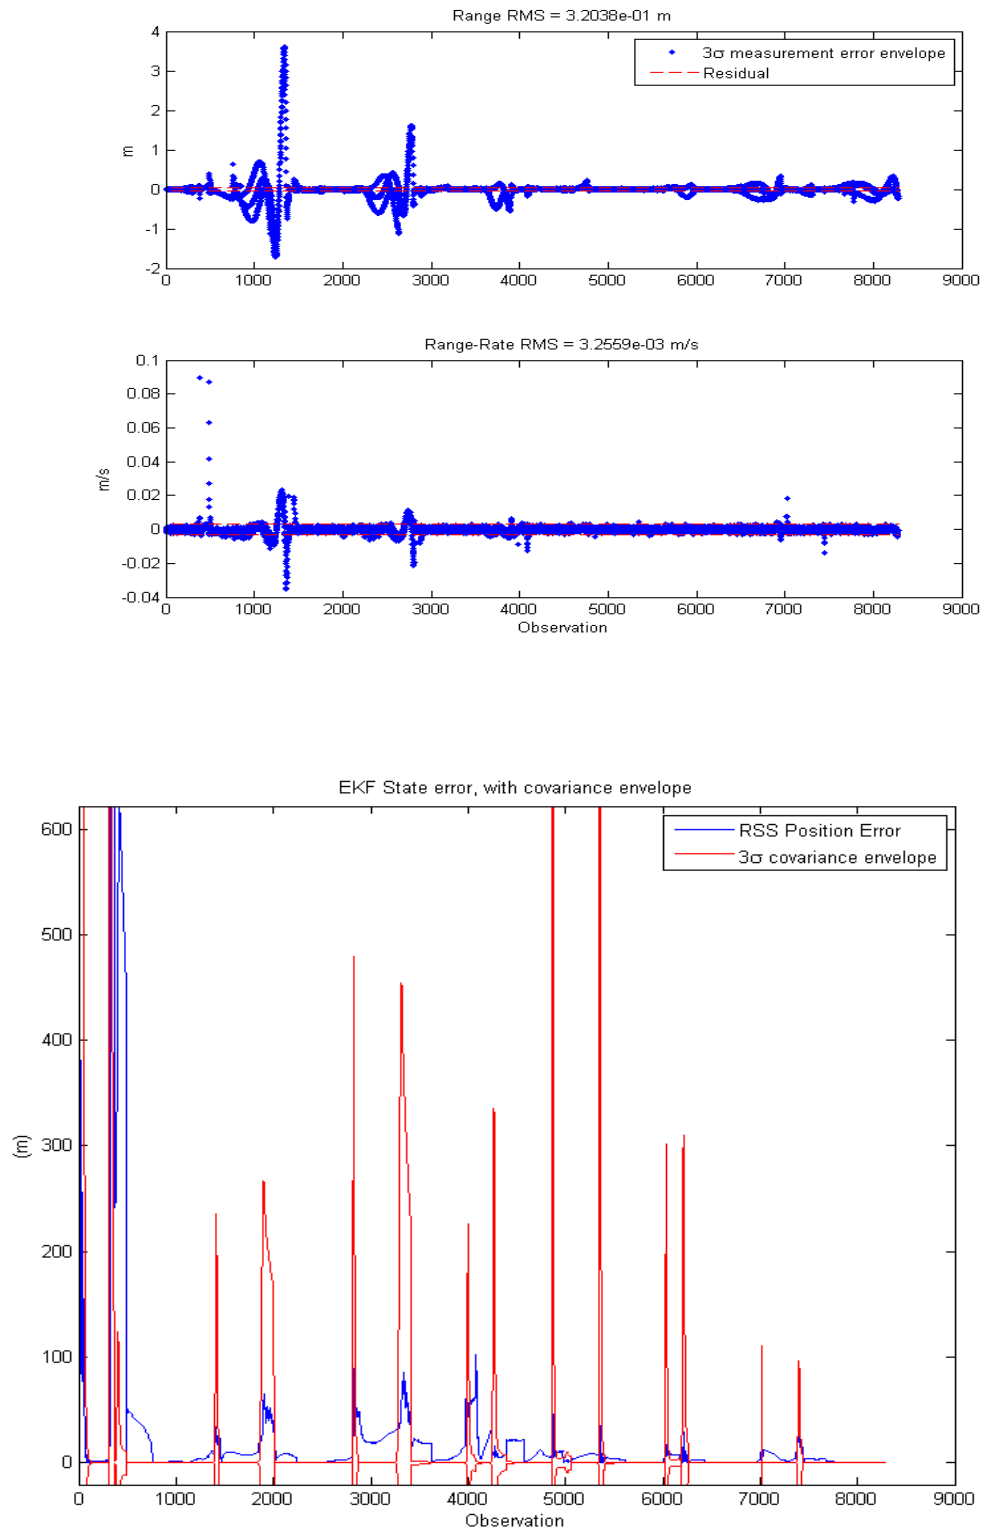 Range RMS = 3.2038e-01 m
4
3
2
1
0
-1
-2
m
3σ measurement error envelope
Residual
0 1000 2000 3000 4000 5000 6000 7000 8000 9000
Range-Rate RMS = 3.2559e-03 m/s
0.1
0.08
0.06
0.04
0.02
0
-0.02
-0.04
m/s
0 1000 2000 3000 4000 5000 6000 7000 8000 9000
Observation
EKF State error, with covariance envelope
RSS Position Error
3σ covariance envelope
600
500
400
300
200
100
0
(m)
0 1000 2000 3000 4000 5000 6000 7000 8000 9000
Observation